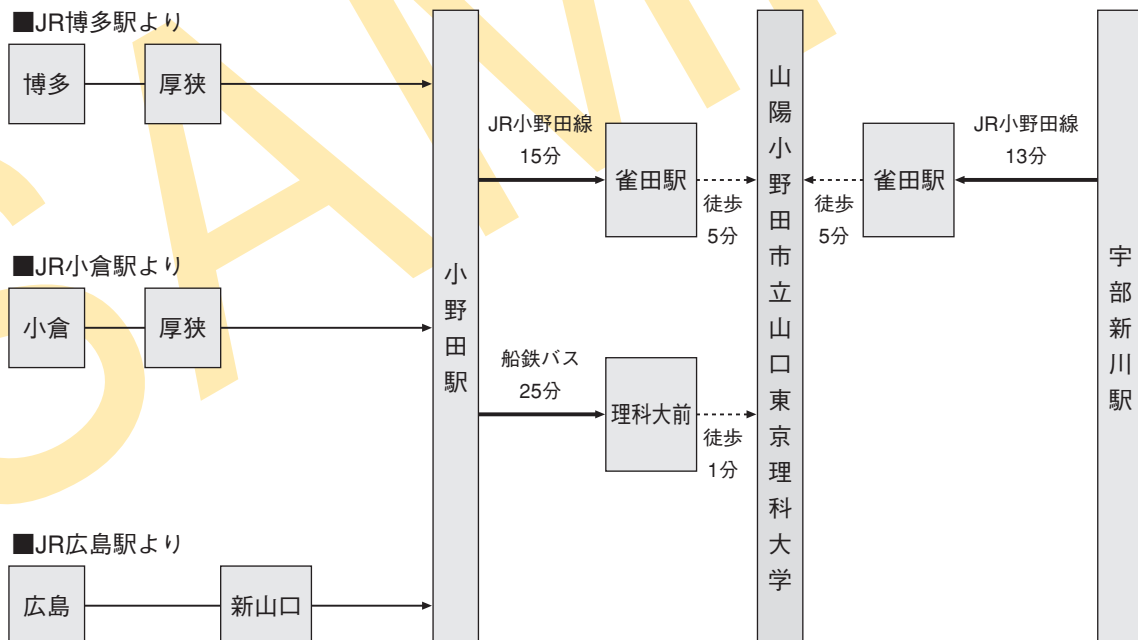 ■JR博多駅より
博多
厚狭
■JR小倉駅より
小倉
厚狭
■JR広島駅より
広島
新山口
小野田駅
JR小野田線
15分
雀田駅
徒歩
5分
船鉄バス
25分
理科大前
徒歩
1分
山陽小野田市立山口東京理科大学
徒歩
5分
雀田駅
JR小野田線
13分
宇部新川駅
SAM